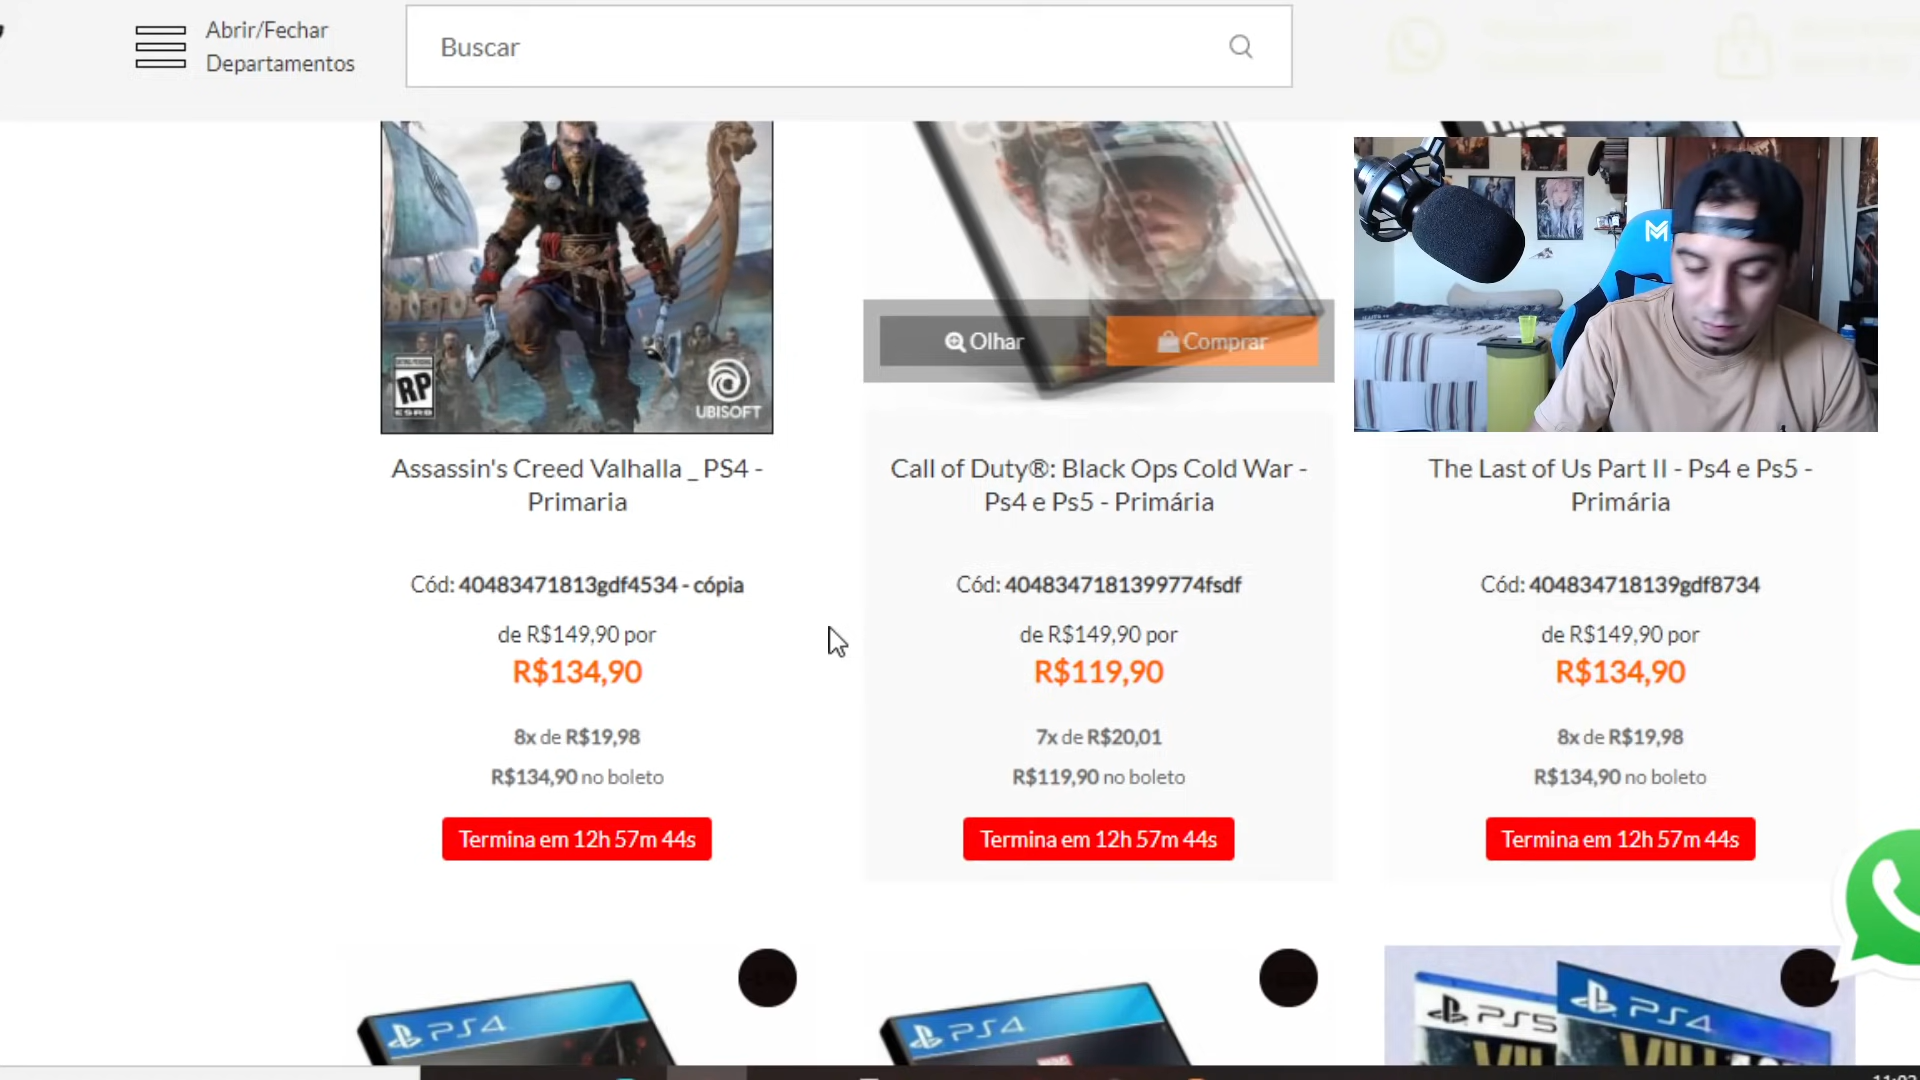 Abrir/Fechar
Departamentos
Buscar
RP
ESRB
UBISOFT
Olhar
Comprar
Assassin's Creed Valhalla _ PS4 -
Primaria
Cód: 40483471813gdf4534 - cópia
de R$149,90 por
R$134,90
8x de R$19,98
R$134,90 no boleto
Termina em 12h 57m 44s
Call of Duty®: Black Ops Cold War -
Ps4 e Ps5 - Primária
Cód: 4048347181399774fsdf
de R$149,90 por
R$119,90
7x de R$20,01
R$119,90 no boleto
Termina em 12h 57m 44s
The Last of Us Part II - Ps4 e Ps5 -
Primária
Cód: 404834718139gdf8734
de R$149,90 por
R$134,90
8x de R$19,98
R$134,90 no boleto
Termina em 12h 57m 44s
PS4
PS4
PS5
PS4